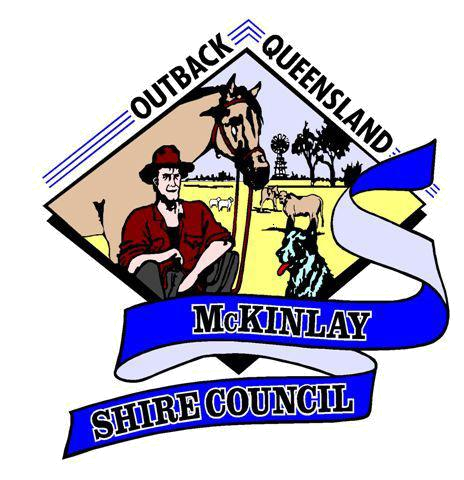 OUTBACK QUEENSLAND
McKINLAY
SHIRE COUNCIL